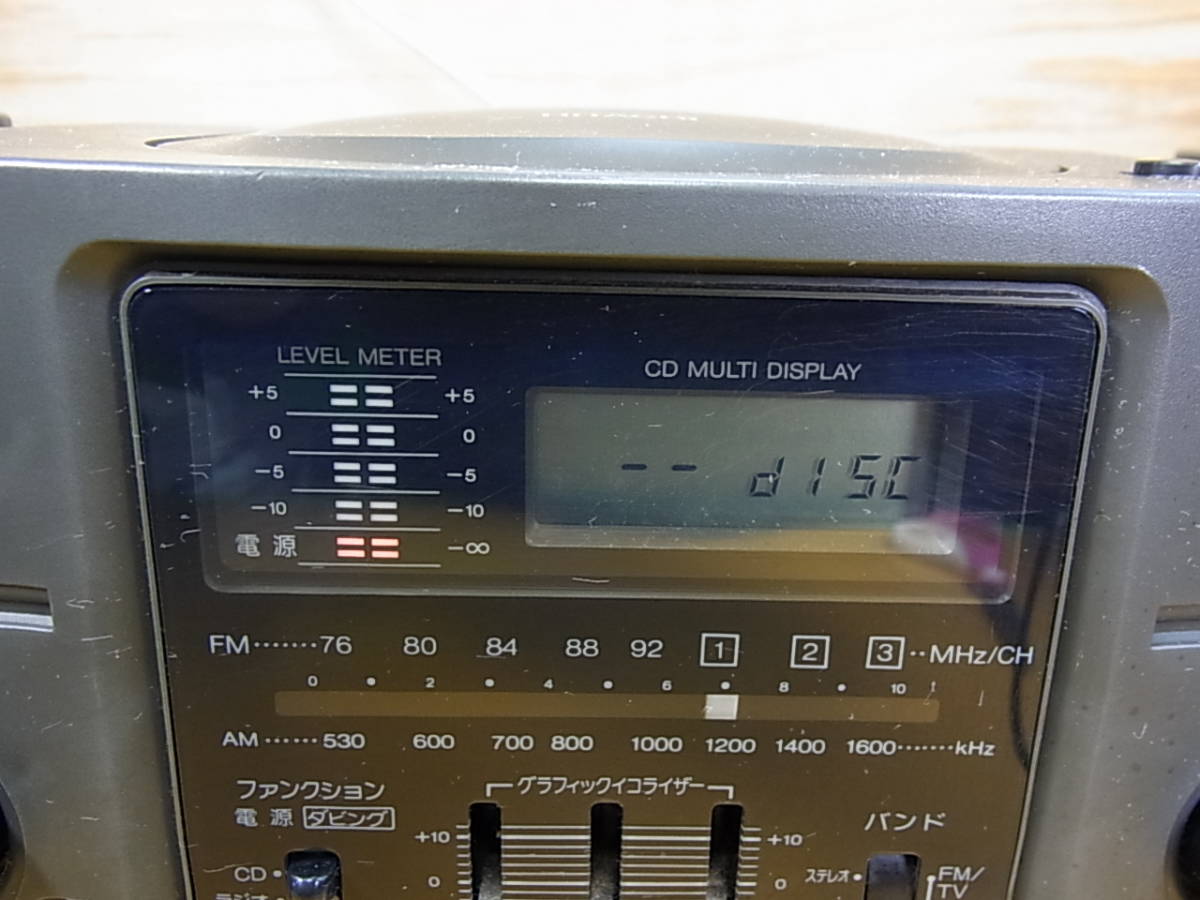 LEVEL METER
CD MULTI DISPLAY
+5 +5
0 0
-5 -5
-10 -10
電源 -∞
-- dISC
FM·······76 80 84 88 92 1 2 3 ··MHz/CH
0 • 2 • 4 • 6 • 8 • 10
AM······530 600 700 800 1000 1200 1400 1600·······kHz
ファンクション
電源 ダビング
グラフィックイコライザー
バンド
+10 +10
CD•
0 0
ステレオ• •FM/
TV
ラジオ